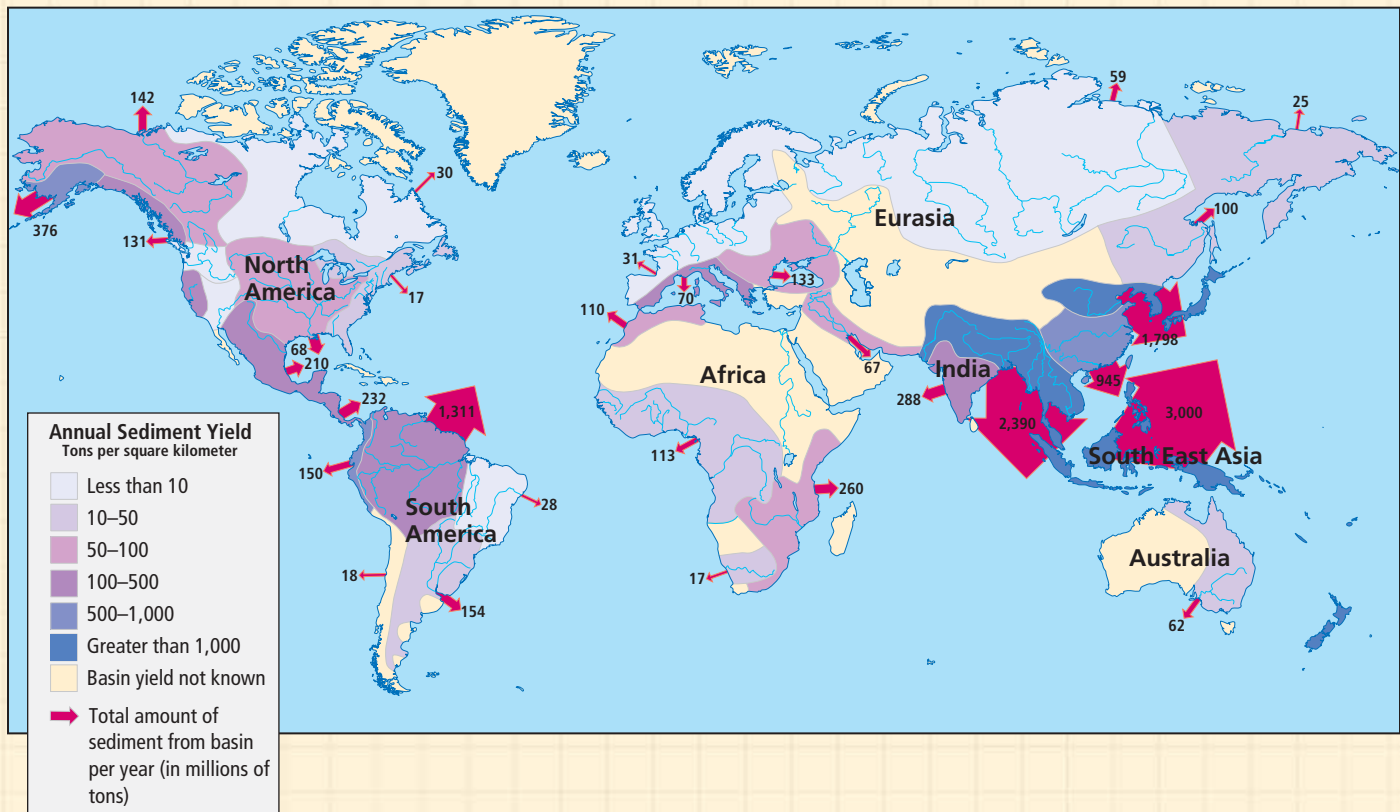 59
25
142
30
Eurasia
100
376
131
31
North
America
133
17
70
110
1,798
68
210
67
Africa
India
945
288
232
1,311
2,390
3,000
113
South East Asia
150
260
28
South
America
Australia
18
17
154
62
Annual Sediment Yield
Tons per square kilometer
Less than 10
10–50
50–100
100–500
500–1,000
Greater than 1,000
Basin yield not known
Total amount of
sediment from basin
per year (in millions of
tons)